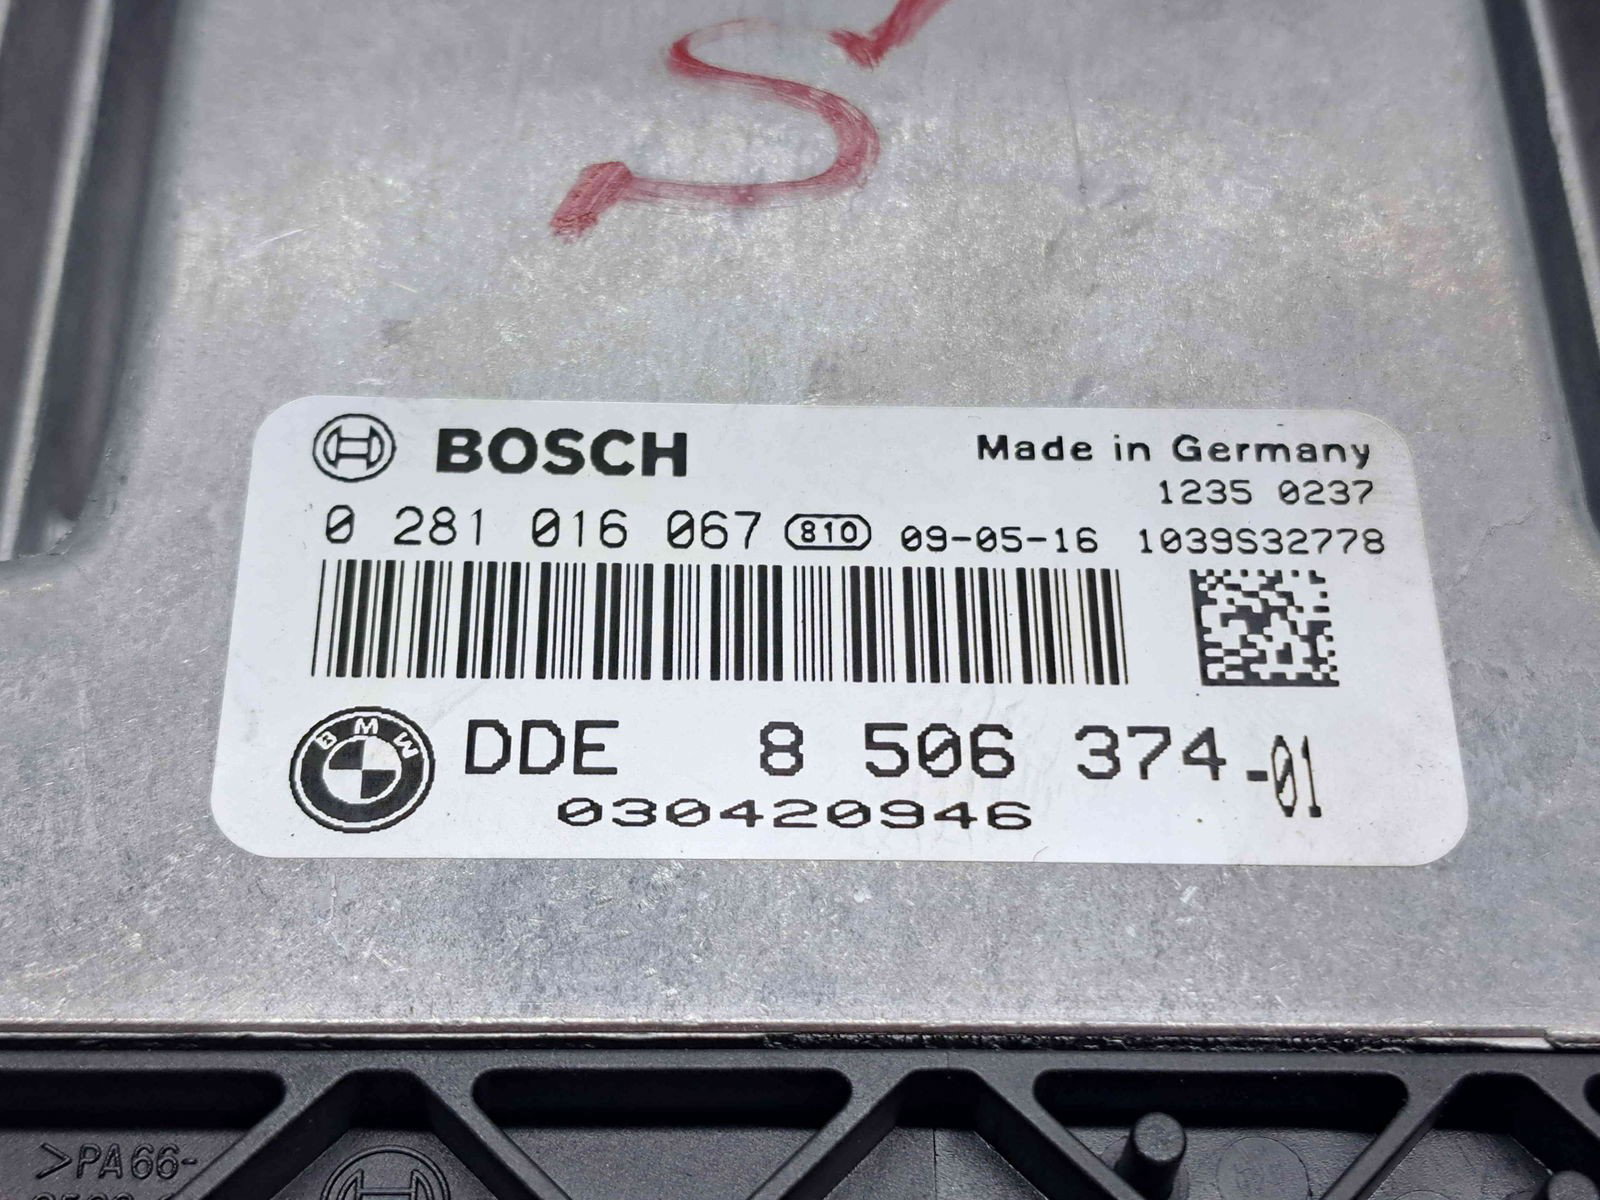 S
BOSCH
Made in Germany
1235 0237
0 281 016 067 810 09-05-16 1039S32778
BMW
DDE 8 506 374-01
030420946
>PA66-